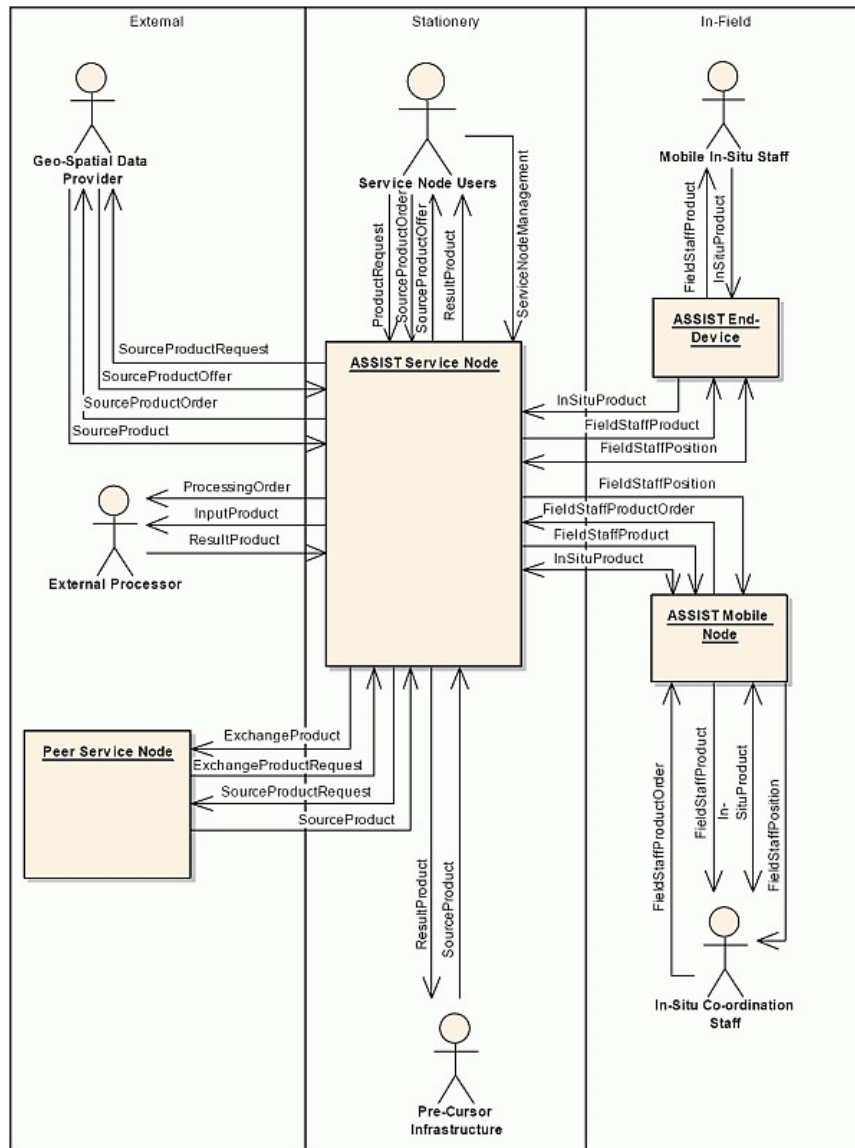 External
Stationery
In-Field
Geo-Spatial Data
Provider
Service Node Users
Mobile In-Situ Staff
ProductRequest
SourceProductOrder
SourceProductOffer
ResultProduct
ServiceNodeManagement
FieldStaffProduct
InSituProduct
ASSIST End-
Device
SourceProductRequest
SourceProductOffer
SourceProductOrder
SourceProduct
ASSIST Service Node
InSituProduct
FieldStaffProduct
FieldStaffPosition
ProcessingOrder
InputProduct
ResultProduct
External Processor
FieldStaffPosition
FieldStaffProductOrder
FieldStaffProduct
InSituProduct
ASSIST Mobile
Node
Peer Service Node
ExchangeProduct
ExchangeProductRequest
SourceProductRequest
SourceProduct
ResultProduct
SourceProduct
FieldStaffProductOrder
FieldStaffProduct
In-
SituProduct
FieldStaffPosition
In-Situ Co-ordination
Staff
Pre-Cursor
Infrastructure